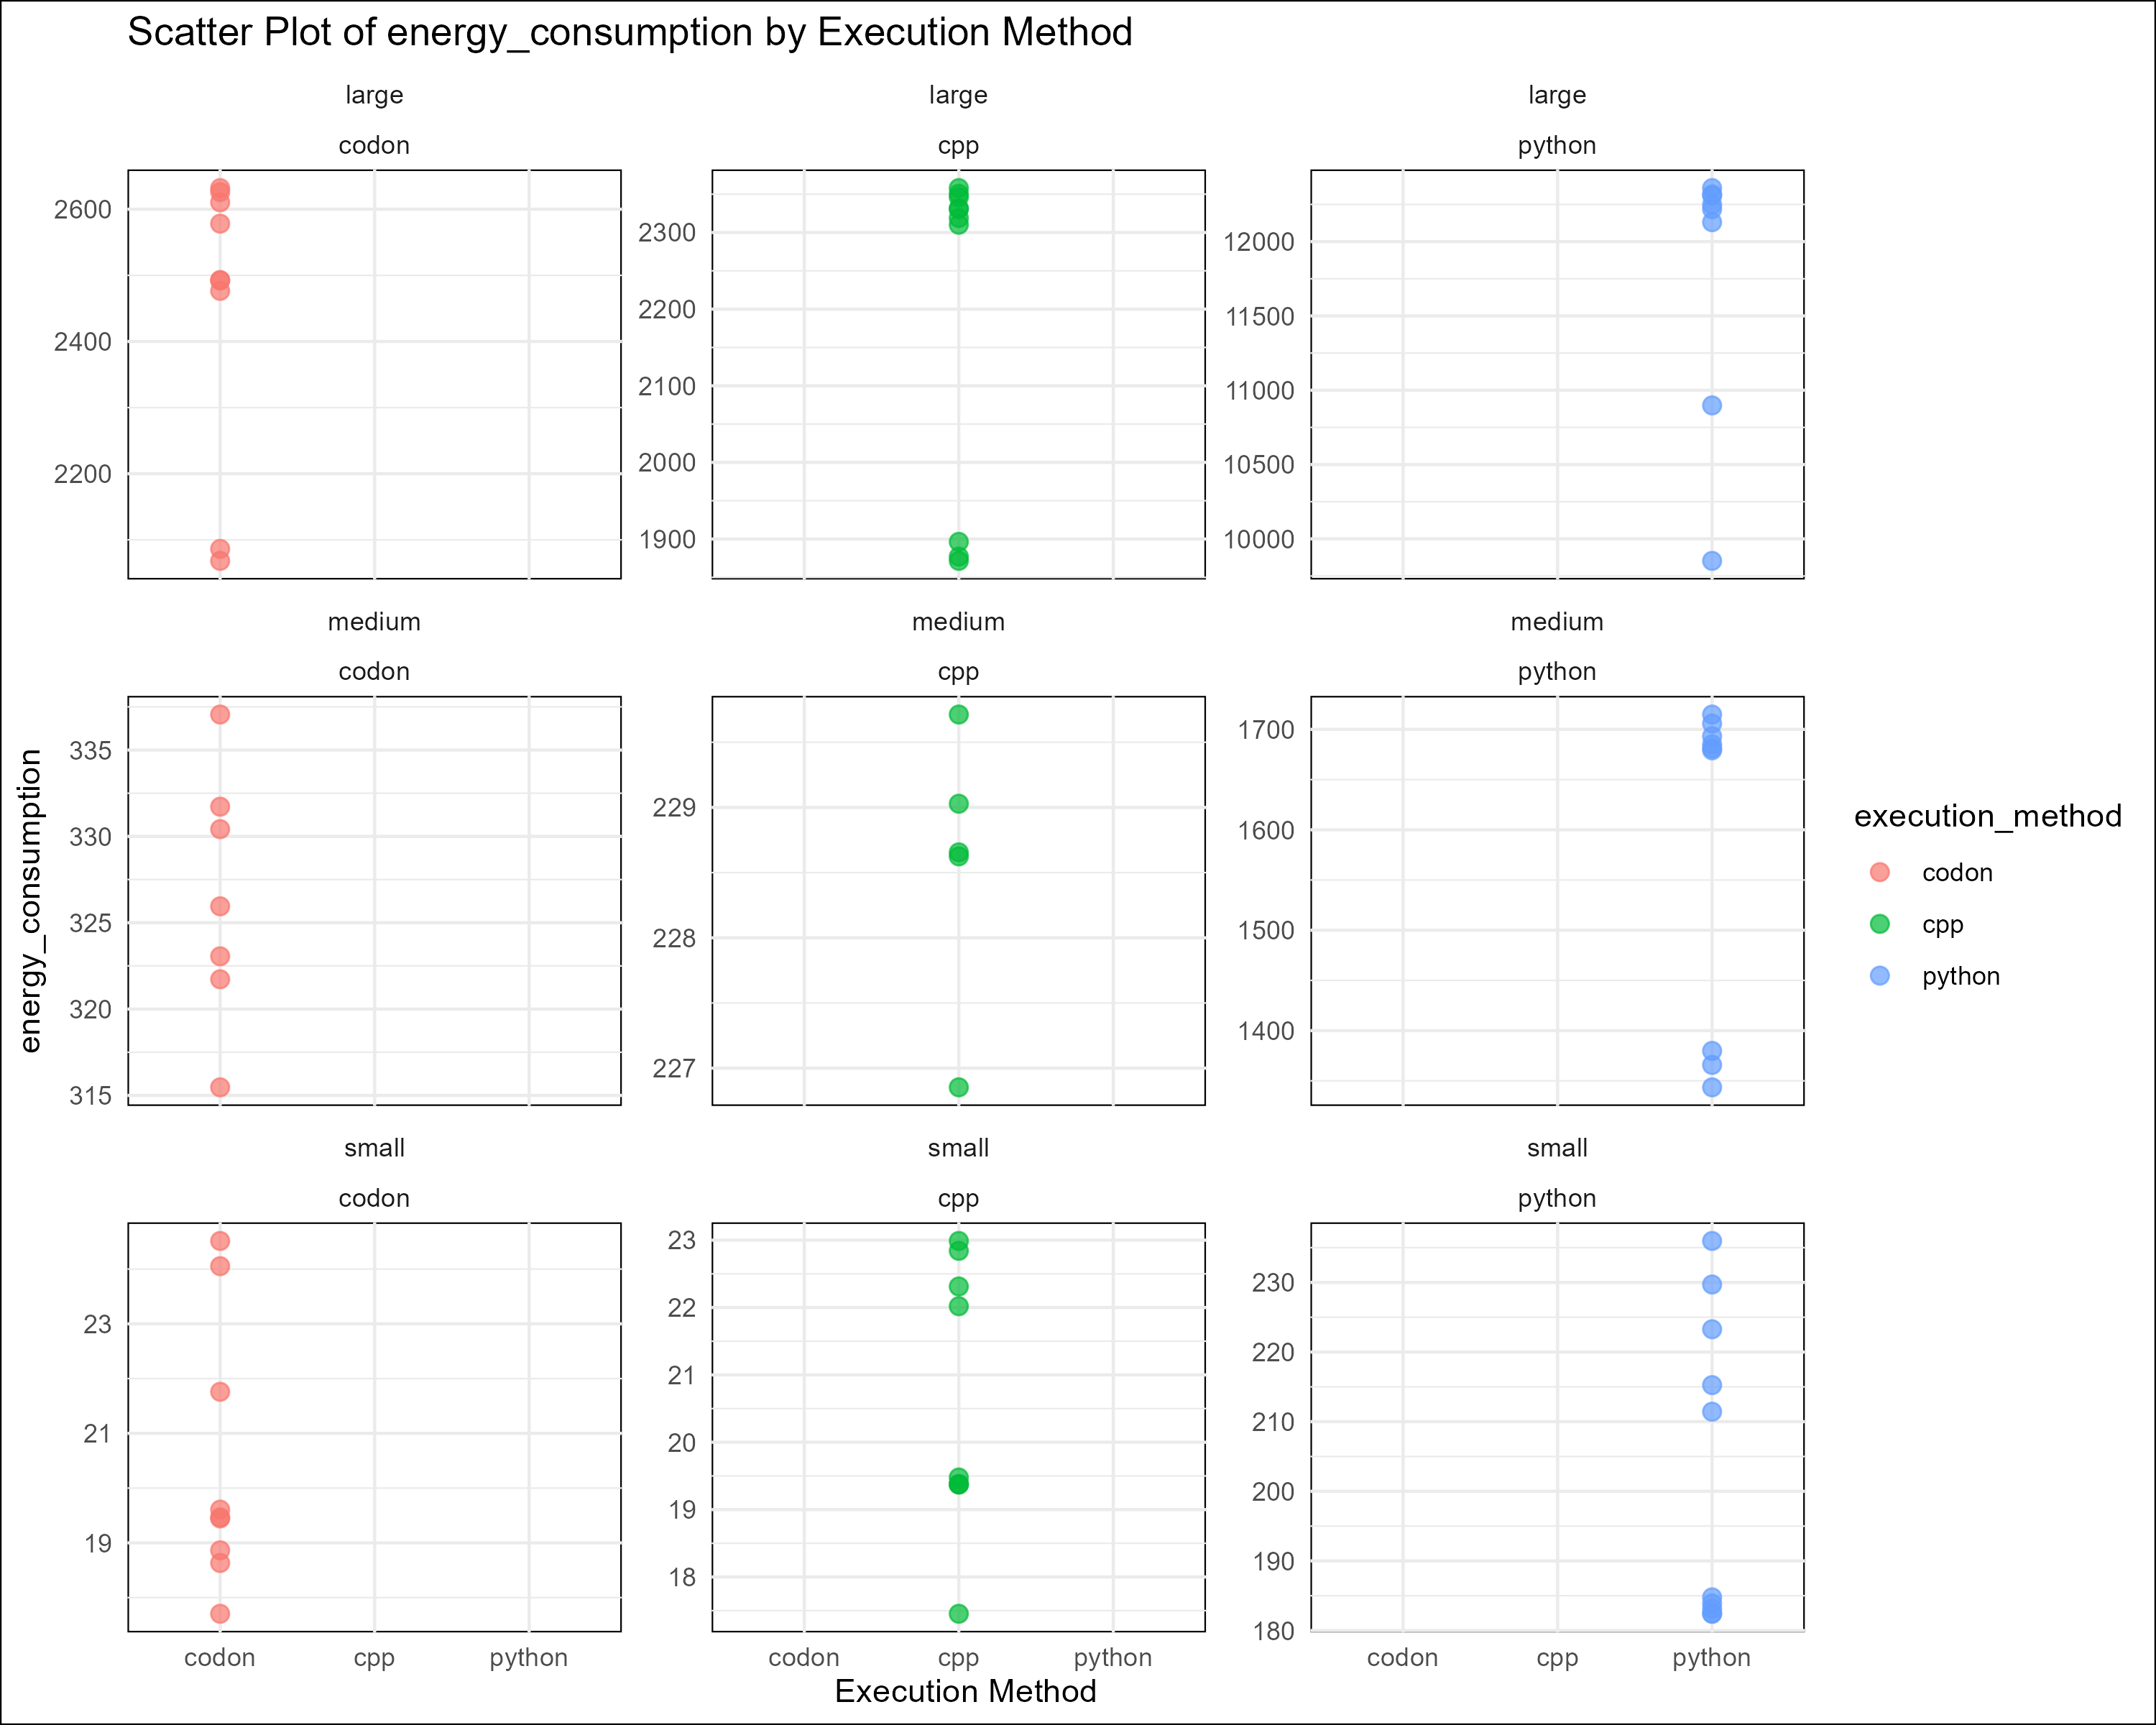 Scatter Plot of energy_consumption by Execution Method
large
large
large
codon
cpp
python
2600
2400
2200
2300
2200
2100
2000
1900
12000
11500
11000
10500
10000
medium
medium
medium
codon
cpp
python
335
330
325
320
315
229
228
227
1700
1600
1500
1400
small
small
small
codon
cpp
python
23
21
19
23
22
21
20
19
18
230
220
210
200
190
180
codon cpp python
codon cpp python
codon cpp python
Execution Method
energy_consumption
execution_method
codon
cpp
python